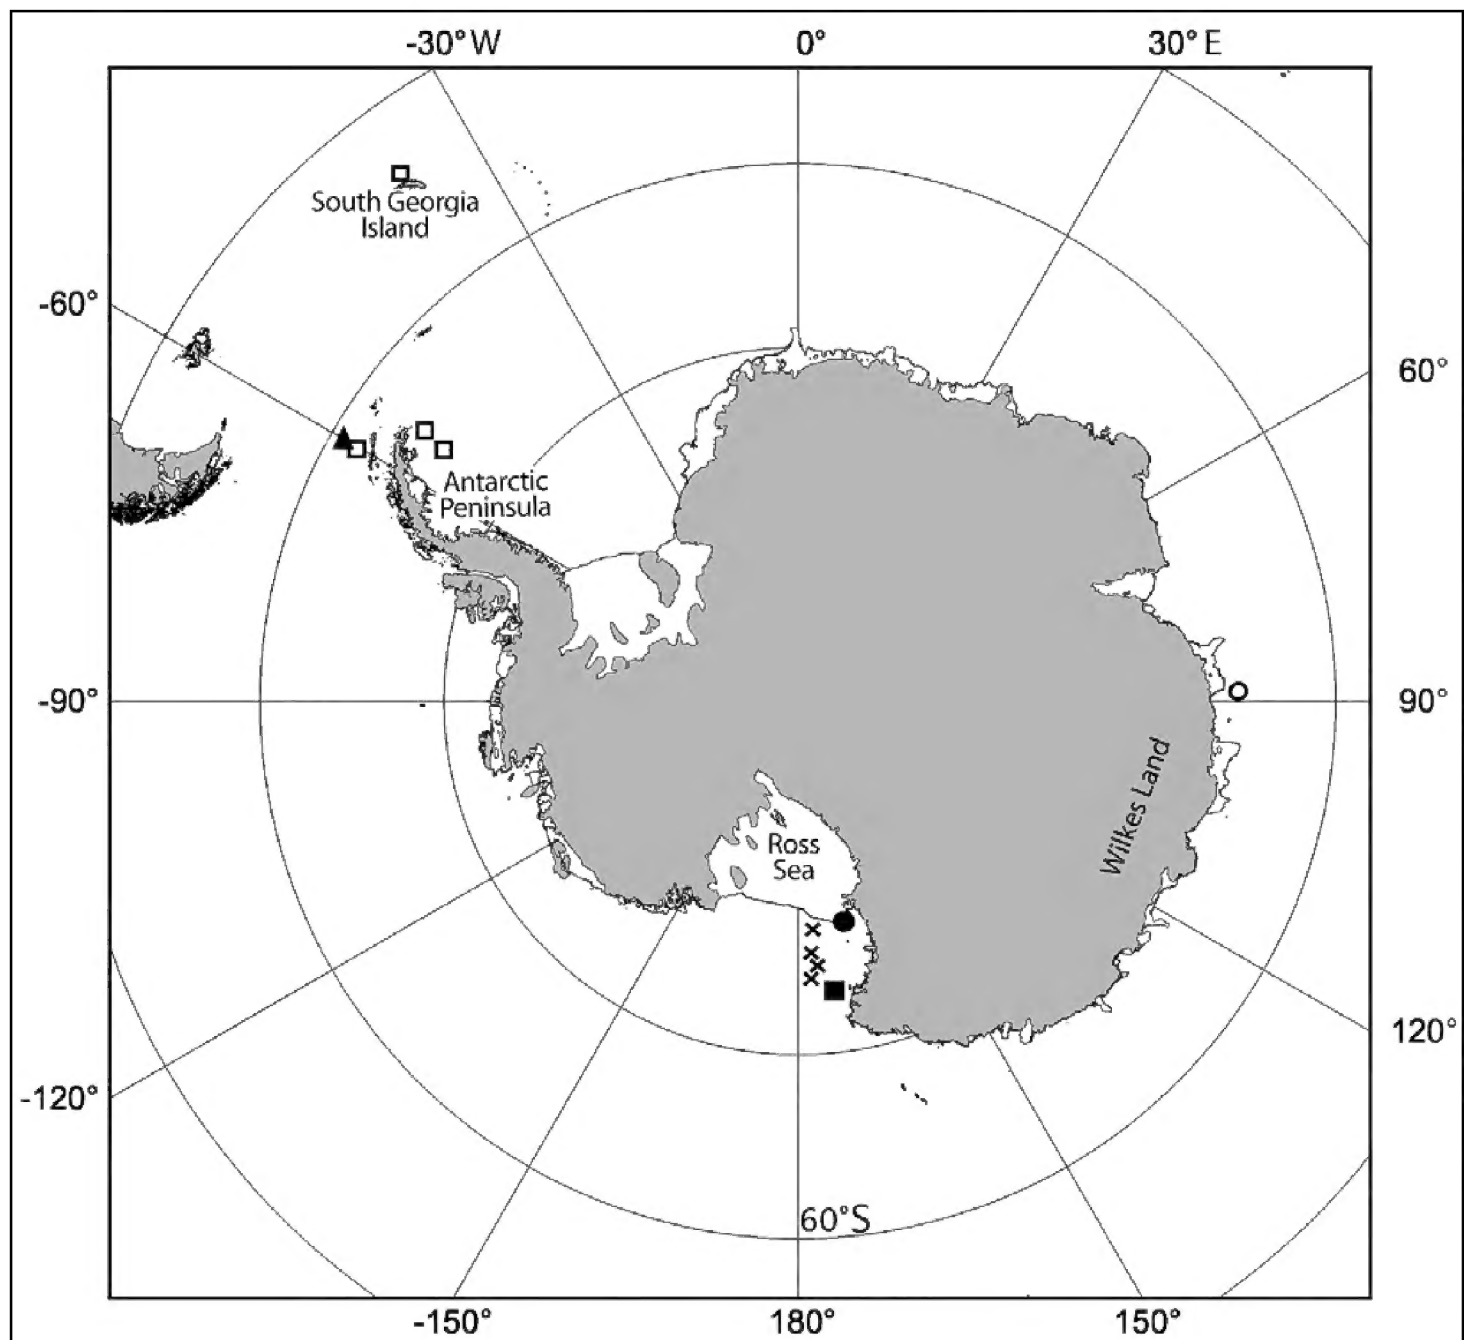 -30° W
0°
30° E
South Georgia
Island
-60°
60°
Antarctic
Peninsula
-90°
90°
Wilkes Land
Ross
Sea
120°
-120°
60°S
-150°
180°
150°